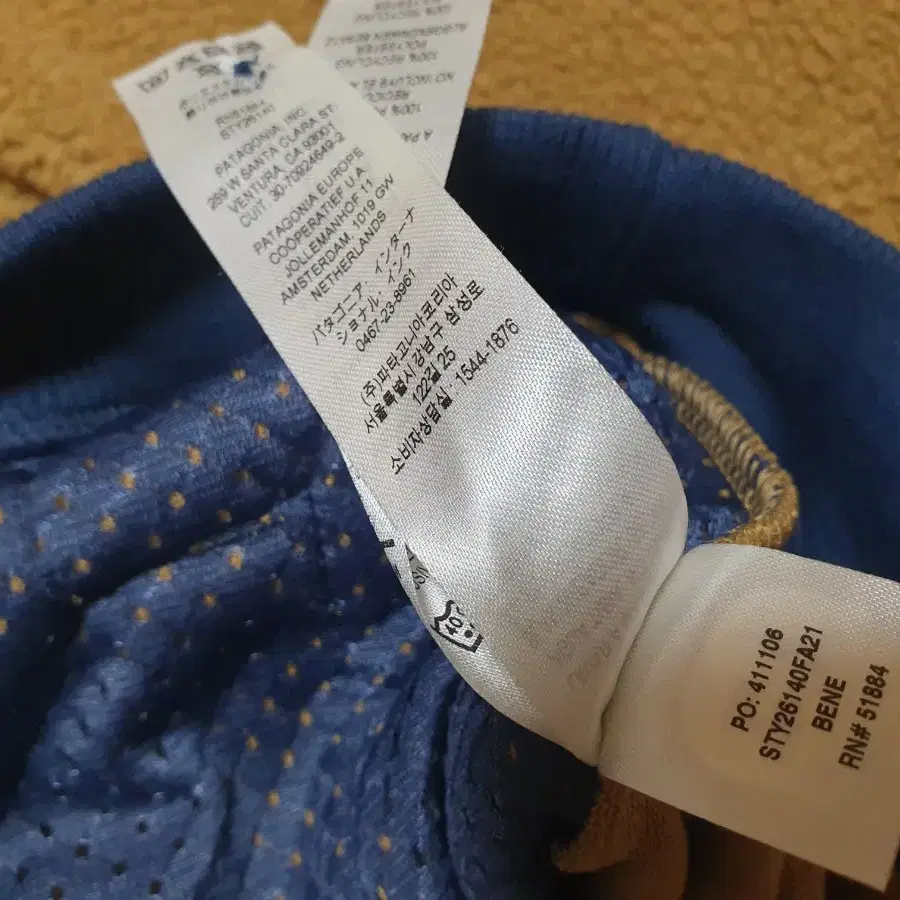 RN51884
STY26140
PATAGONIA, INC.
259 W SANTA CLARA ST.
VENTURA, CA 93001
CUIT. 30-70924649-2
PATAGONIA EUROPE
COOPERATIEF U.A.
JOLLEMANHOF 11
AMSTERDAM, 1019 GW
NETHERLANDS
パタゴニア, インターナ
ショナル, インク
0467-23-8961
(주)파타고니아코리아
서울특별시 강남구 삼성로
122길 25
소비자상담실 1544-1876
40
PO: 411106
STY26140FA21
BENE
RN# 51884